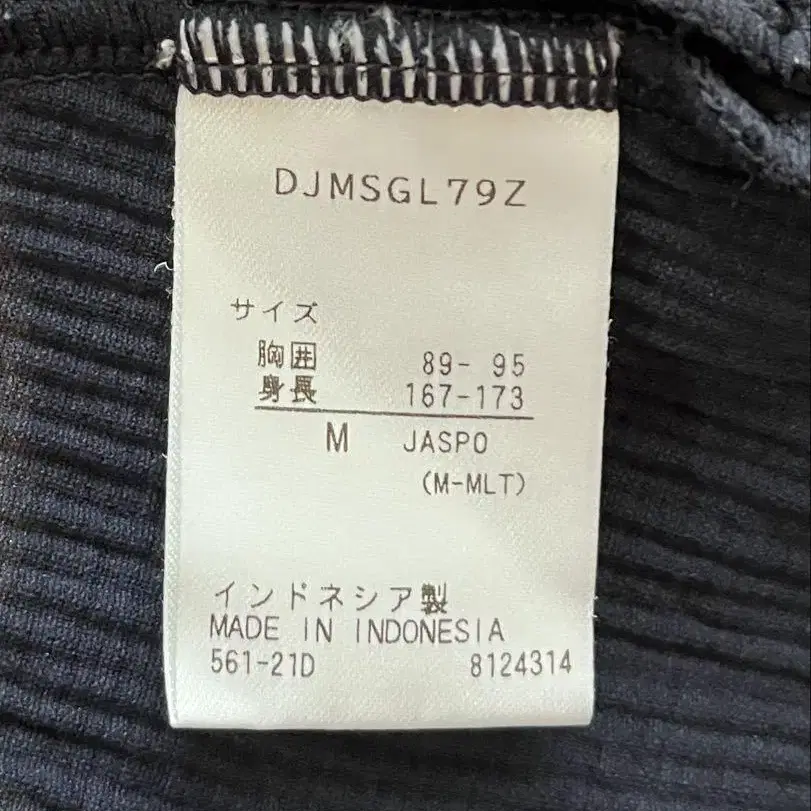 DJMSGL79Z
サイズ
胸囲 89- 95
身長 167-173
M JASPO
(M-MLT)
インドネシア製
MADE IN INDONESIA
561-21D 8124314